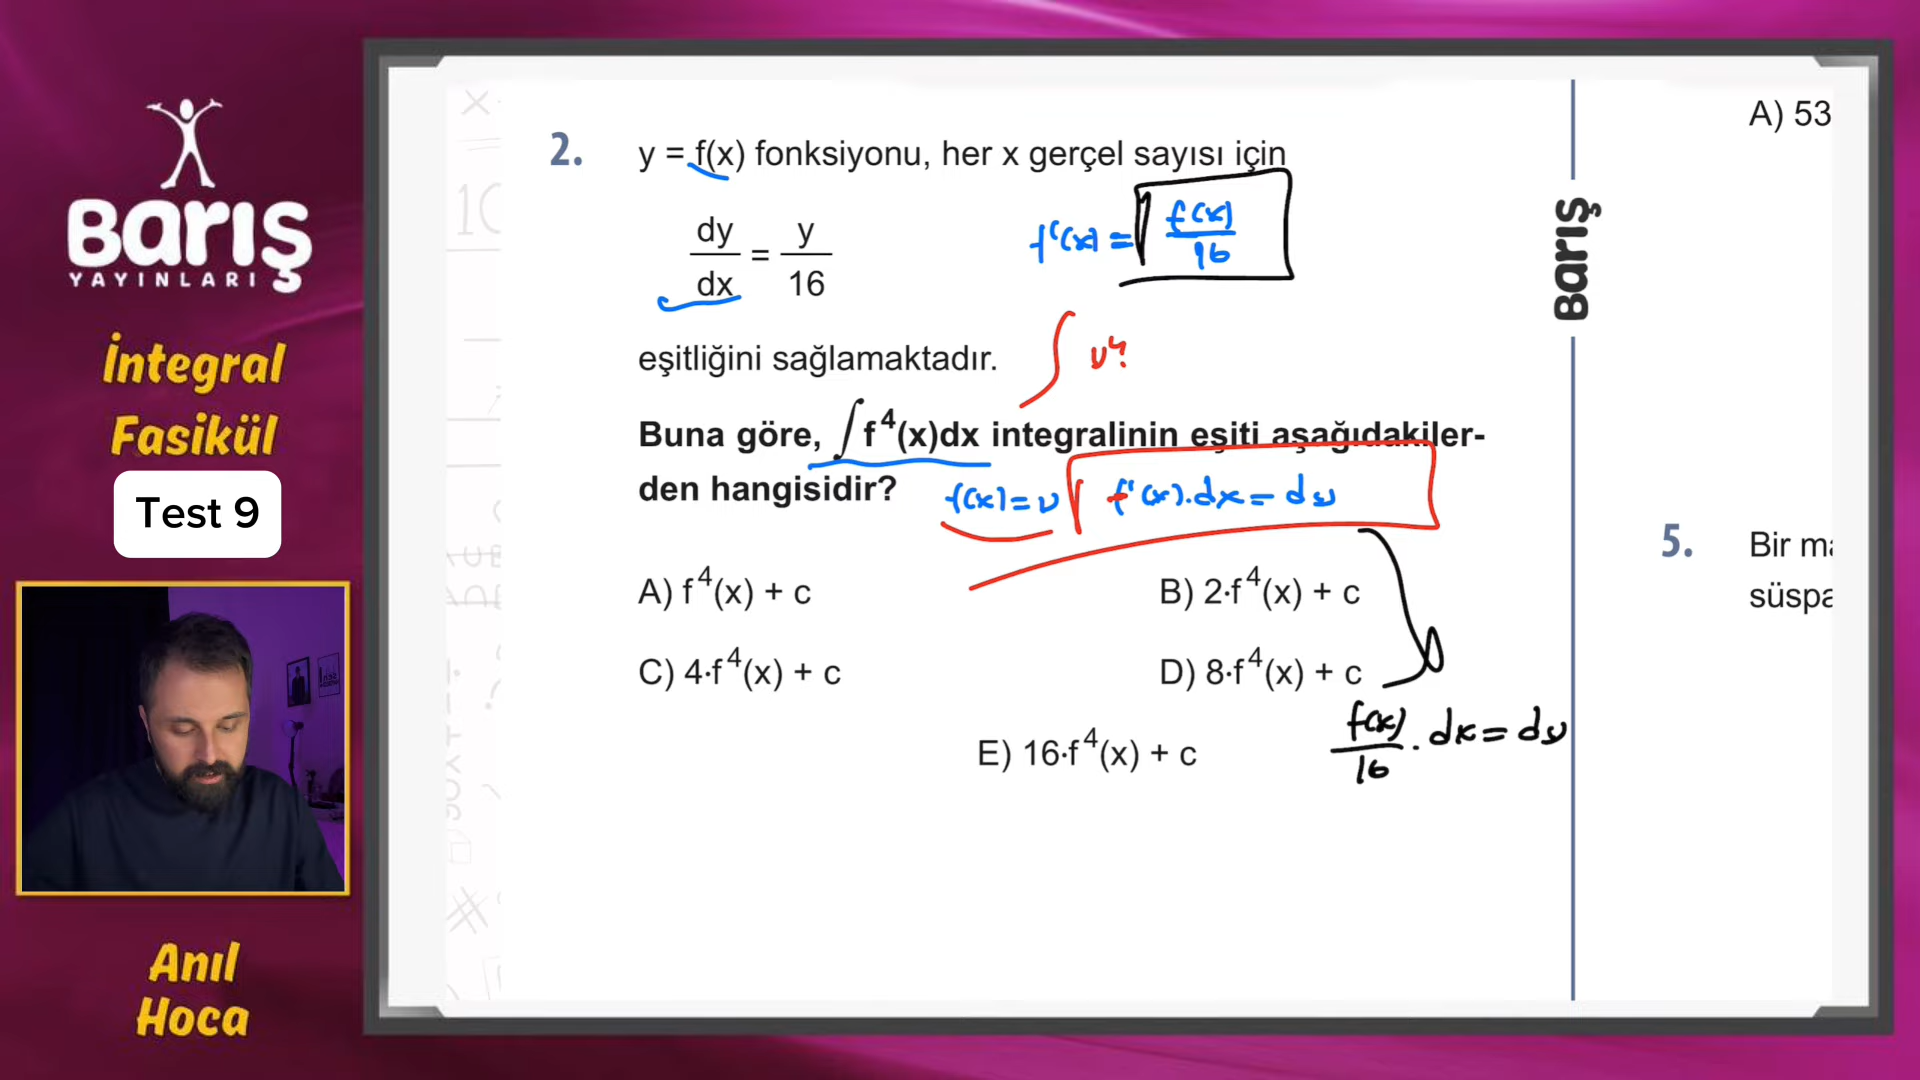 Barış
YAYINLARI
İntegral
Fasikül
Test 9
Anıl
Hoca
2. y = f(x) fonksiyonu, her x gerçel sayısı için
dy/dx = y/16
f'(x) = f(x)/16
eşitliğini sağlamaktadır.
∫ u⁴
Buna göre, ∫f⁴(x)dx integralinin eşiti aşağıdakiler-
den hangisidir?
f(x) = u f'(x).dx = du
A) f⁴(x) + c
B) 2·f⁴(x) + c
C) 4·f⁴(x) + c
D) 8·f⁴(x) + c
E) 16·f⁴(x) + c
f(x)/16 . dx = du
Barış
A) 53
5. Bir